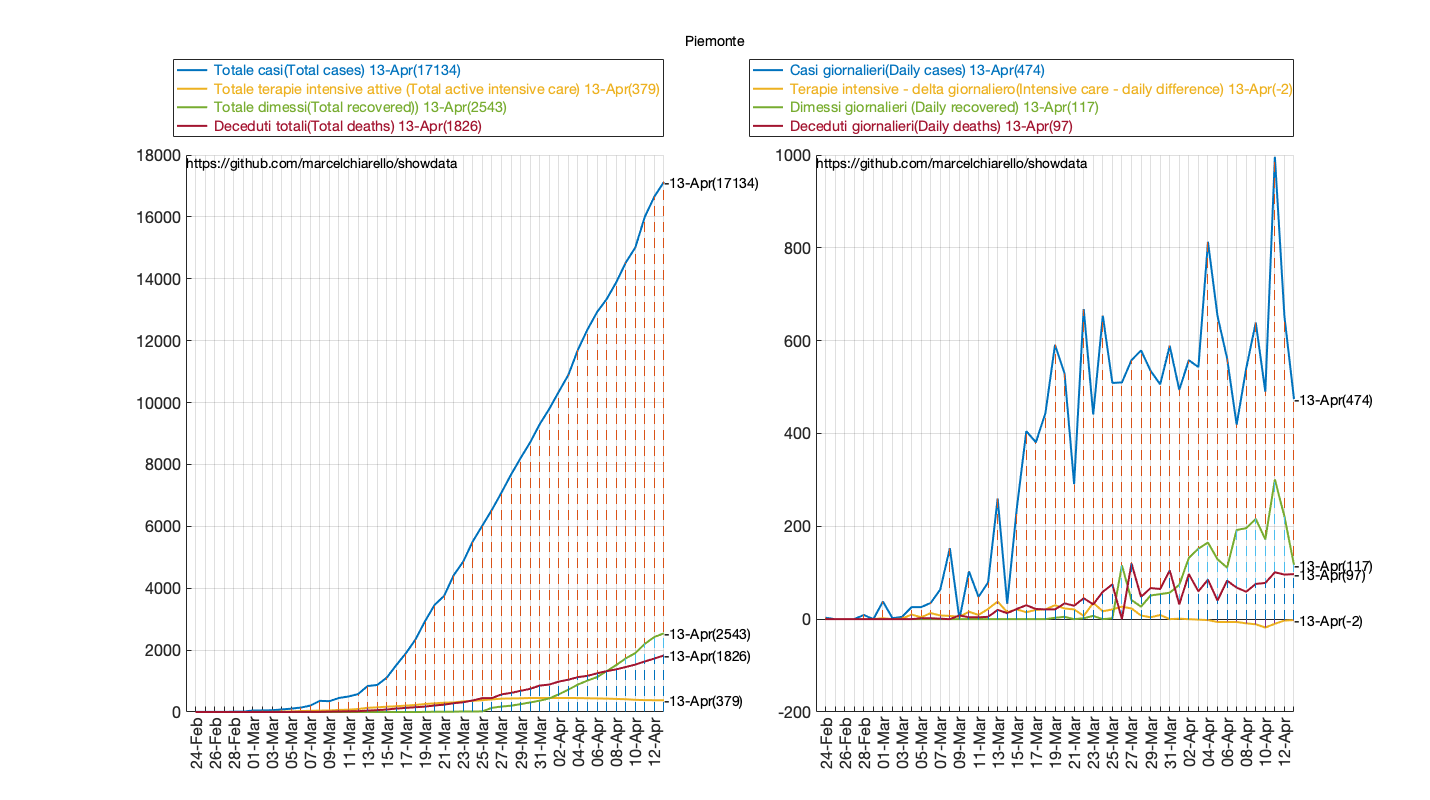 Piemonte
Totale casi(Total cases) 13-Apr(17134)
Totale terapie intensive attive (Total active intensive care) 13-Apr(379)
Totale dimessi(Total recovered)) 13-Apr(2543)
Deceduti totali(Total deaths) 13-Apr(1826)
18000
16000
14000
12000
10000
8000
6000
4000
2000
0
https://github.com/marcelchiarello/showdata
-13-Apr(17134)
-13-Apr(2543)
-13-Apr(1826)
-13-Apr(379)
24-Feb
26-Feb
28-Feb
01-Mar
03-Mar
05-Mar
07-Mar
09-Mar
11-Mar
13-Mar
15-Mar
17-Mar
19-Mar
21-Mar
23-Mar
25-Mar
27-Mar
29-Mar
31-Mar
02-Apr
04-Apr
06-Apr
08-Apr
10-Apr
12-Apr
Casi giornalieri(Daily cases) 13-Apr(474)
Terapie intensive - delta giornaliero(Intensive care - daily difference) 13-Apr(-2)
Dimessi giornalieri (Daily recovered) 13-Apr(117)
Deceduti giornalieri(Daily deaths) 13-Apr(97)
1000
800
600
400
200
0
-200
https://github.com/marcelchiarello/showdata
-13-Apr(474)
-13-Apr(117)
-13-Apr(97)
-13-Apr(-2)
24-Feb
26-Feb
28-Feb
01-Mar
03-Mar
05-Mar
07-Mar
09-Mar
11-Mar
13-Mar
15-Mar
17-Mar
19-Mar
21-Mar
23-Mar
25-Mar
27-Mar
29-Mar
31-Mar
02-Apr
04-Apr
06-Apr
08-Apr
10-Apr
12-Apr